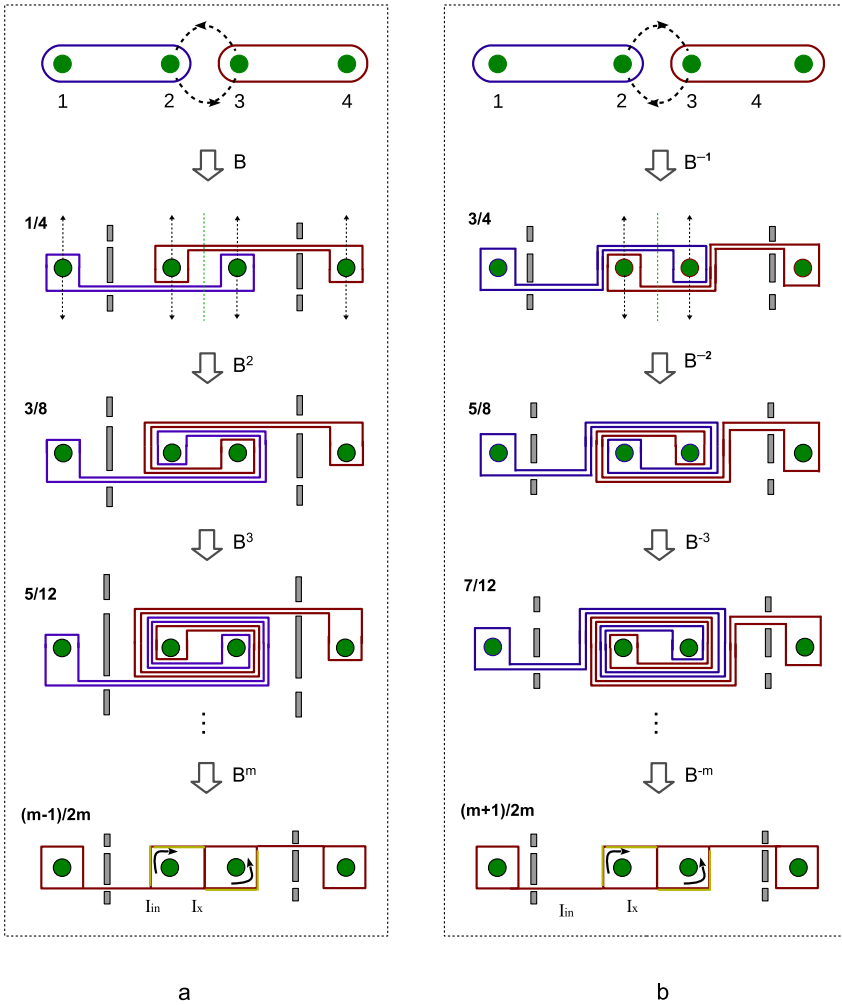 1 2 3 4
B
1/4
B²
3/8
B³
5/12
⋮
Bᵐ
(m-1)/2m
Iin Ix
a
1 2 3 4
B⁻¹
3/4
B⁻²
5/8
B⁻³
7/12
⋮
B⁻ᵐ
(m+1)/2m
Iin Ix
b